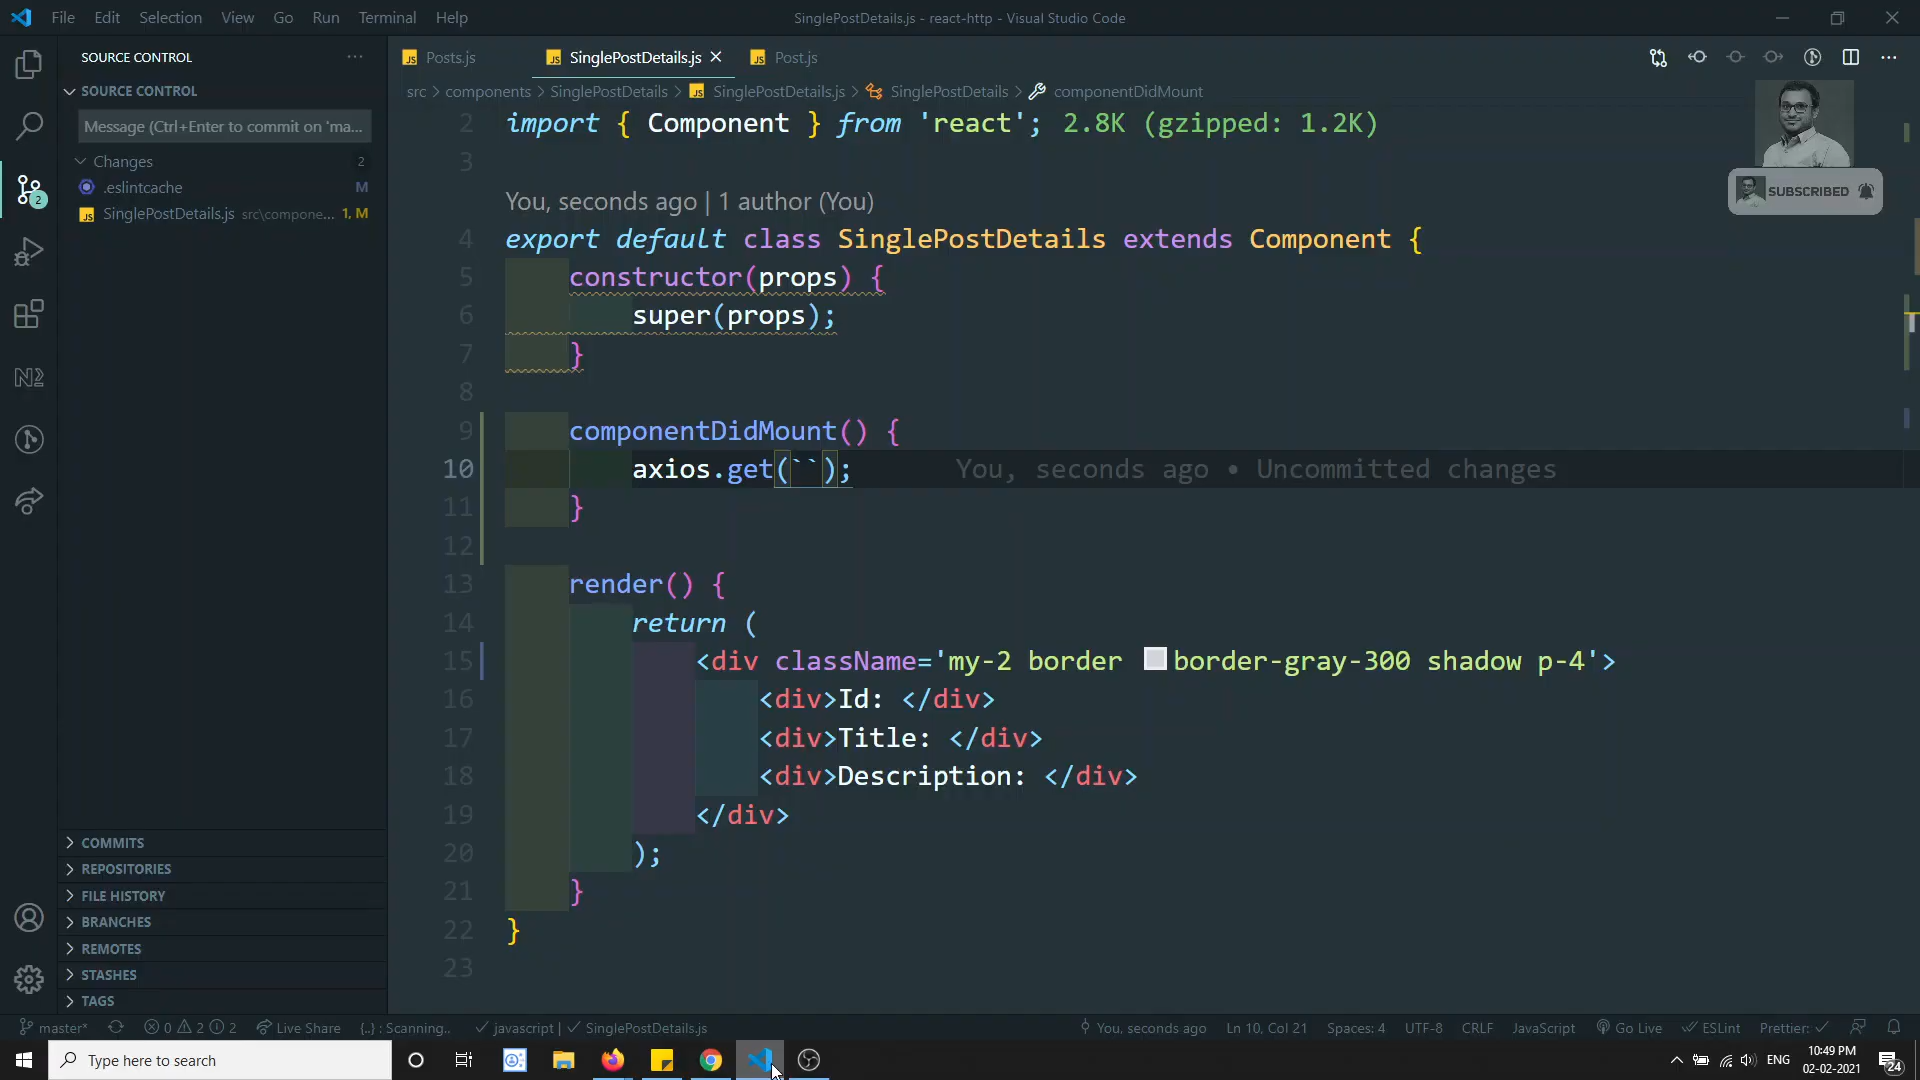 File Edit Selection View Go Run Terminal Help
SinglePostDetails.js - react-http - Visual Studio Code
SOURCE CONTROL
SOURCE CONTROL
Message (Ctrl+Enter to commit on 'ma...
Changes 2
.eslintcache M
SinglePostDetails.js src\compone... 1, M
COMMITS
REPOSITORIES
FILE HISTORY
BRANCHES
REMOTES
STASHES
TAGS
Posts.js SinglePostDetails.js Post.js
src > components > SinglePostDetails > SinglePostDetails.js > SinglePostDetails > componentDidMount
SUBSCRIBED
2 import { Component } from 'react'; 2.8K (gzipped: 1.2K)
3
You, seconds ago | 1 author (You)
4 export default class SinglePostDetails extends Component {
5 constructor(props) {
6 super(props);
7 }
8
9 componentDidMount() {
10 axios.get(``); You, seconds ago • Uncommitted changes
11 }
12
13 render() {
14 return (
15 <div className='my-2 border border-gray-300 shadow p-4'>
16 <div>Id: </div>
17 <div>Title: </div>
18 <div>Description: </div>
19 </div>
20 );
21 }
22 }
23
master* 0 2 2 Live Share {..} : Scanning.. javascript | SinglePostDetails.js You, seconds ago Ln 10, Col 21 Spaces: 4 UTF-8 CRLF JavaScript Go Live ESLint Prettier:
Type here to search
ENG
10:49 PM
02-02-2021
24